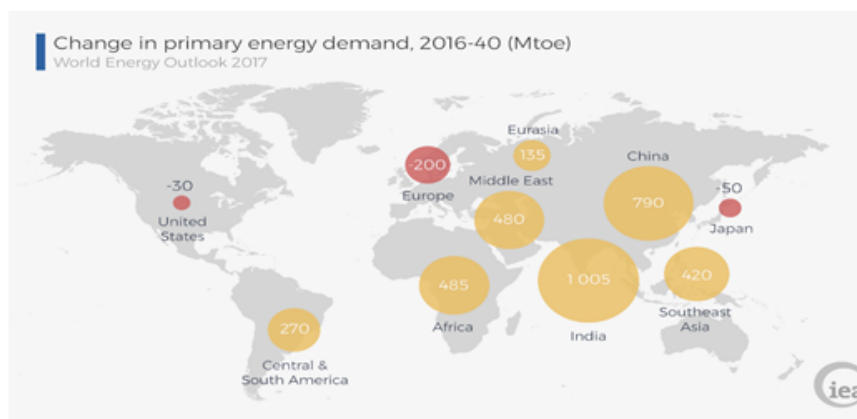 Change in primary energy demand, 2016-40 (Mtoe)
World Energy Outlook 2017
Eurasia
135
-200
Europe
Middle East
480
China
790
-50
Japan
-30
United
States
485
Africa
1 005
India
420
Southeast
Asia
270
Central &
South America
iea